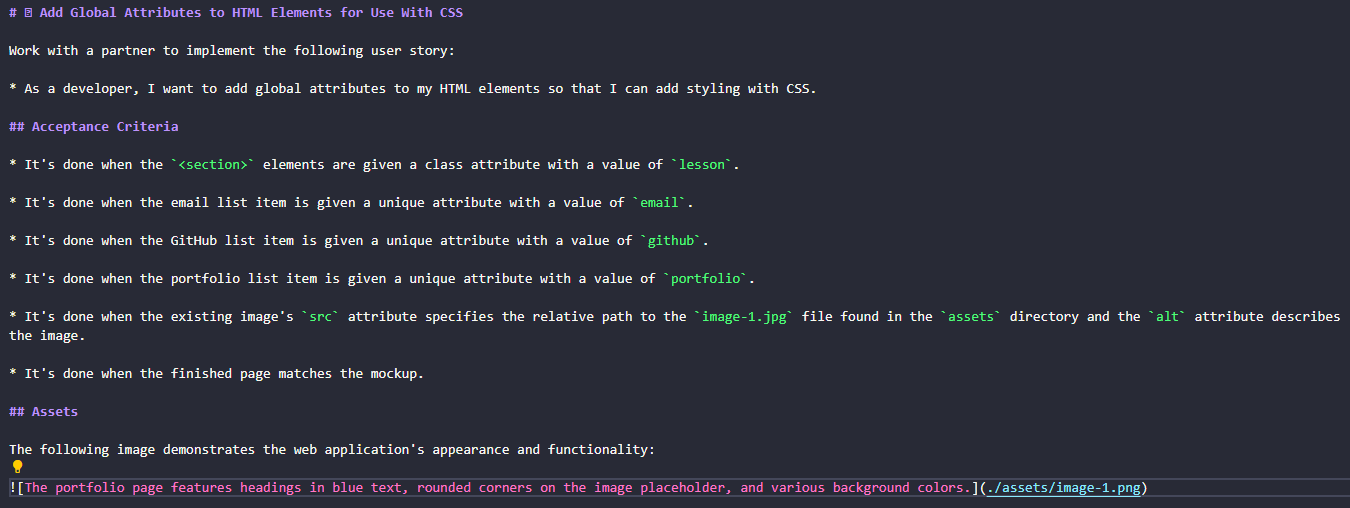 # Add Global Attributes to HTML Elements for Use With CSS
Work with a partner to implement the following user story:
* As a developer, I want to add global attributes to my HTML elements so that I can add styling with CSS.
## Acceptance Criteria
* It's done when the `<section>` elements are given a class attribute with a value of `lesson`.
* It's done when the email list item is given a unique attribute with a value of `email`.
* It's done when the GitHub list item is given a unique attribute with a value of `github`.
* It's done when the portfolio list item is given a unique attribute with a value of `portfolio`.
* It's done when the existing image's `src` attribute specifies the relative path to the `image-1.jpg` file found in the `assets` directory and the `alt` attribute describes
the image.
* It's done when the finished page matches the mockup.
## Assets
The following image demonstrates the web application's appearance and functionality:
![The portfolio page features headings in blue text, rounded corners on the image placeholder, and various background colors.](./assets/image-1.png)